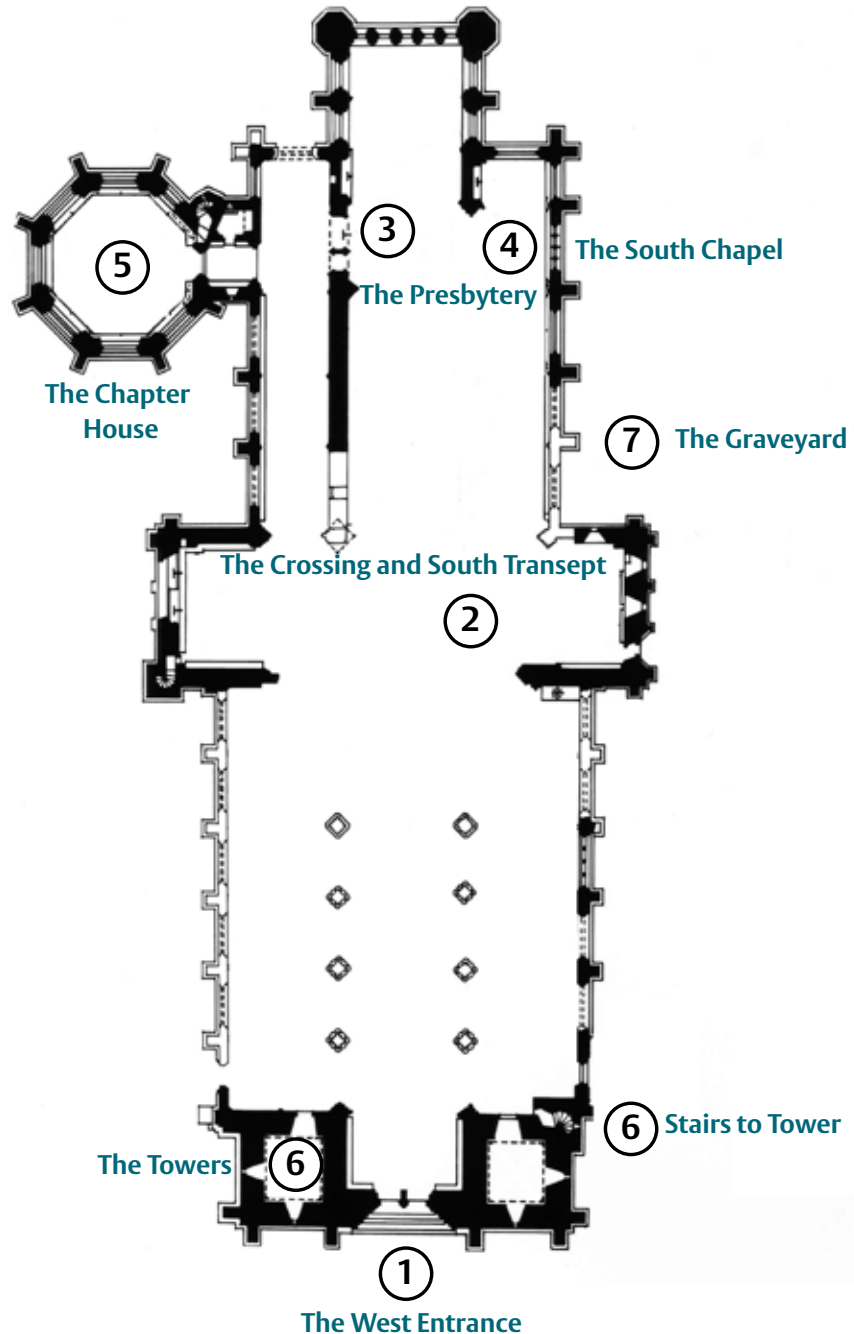 3
4
The South Chapel
5
The Presbytery
The Chapter
House
7
The Graveyard
The Crossing and South Transept
2
6
Stairs to Tower
The Towers
6
1
The West Entrance